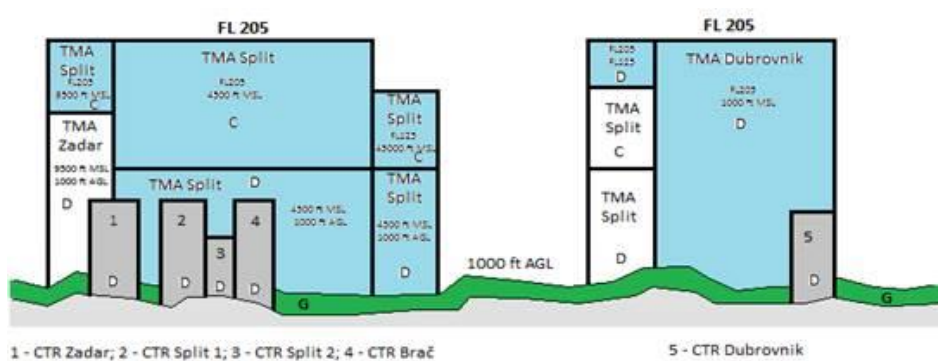 FL 205
TMA
Split
FL205
9500 ft MSL
C
TMA
Zadar
9500 ft MSL
1000 ft AGL
D
TMA Split
FL205
4500 ft MSL
C
TMA
Split
FL125
45000 ft MSL
C
TMA Split D
4500 ft MSL
1000 ft AGL
TMA
Split
4500 ft MSL
1000 ft AGL
D
1
D
2
D
3
D
4
D
G
1000 ft AGL
FL 205
FL205
FL125
D
TMA
Split
C
TMA
Split
D
TMA Dubrovnik
FL205
1000 ft MSL
D
5
D
G
1 - CTR Zadar; 2 - CTR Split 1; 3 - CTR Split 2; 4 - CTR Brač
5 - CTR Dubrovnik